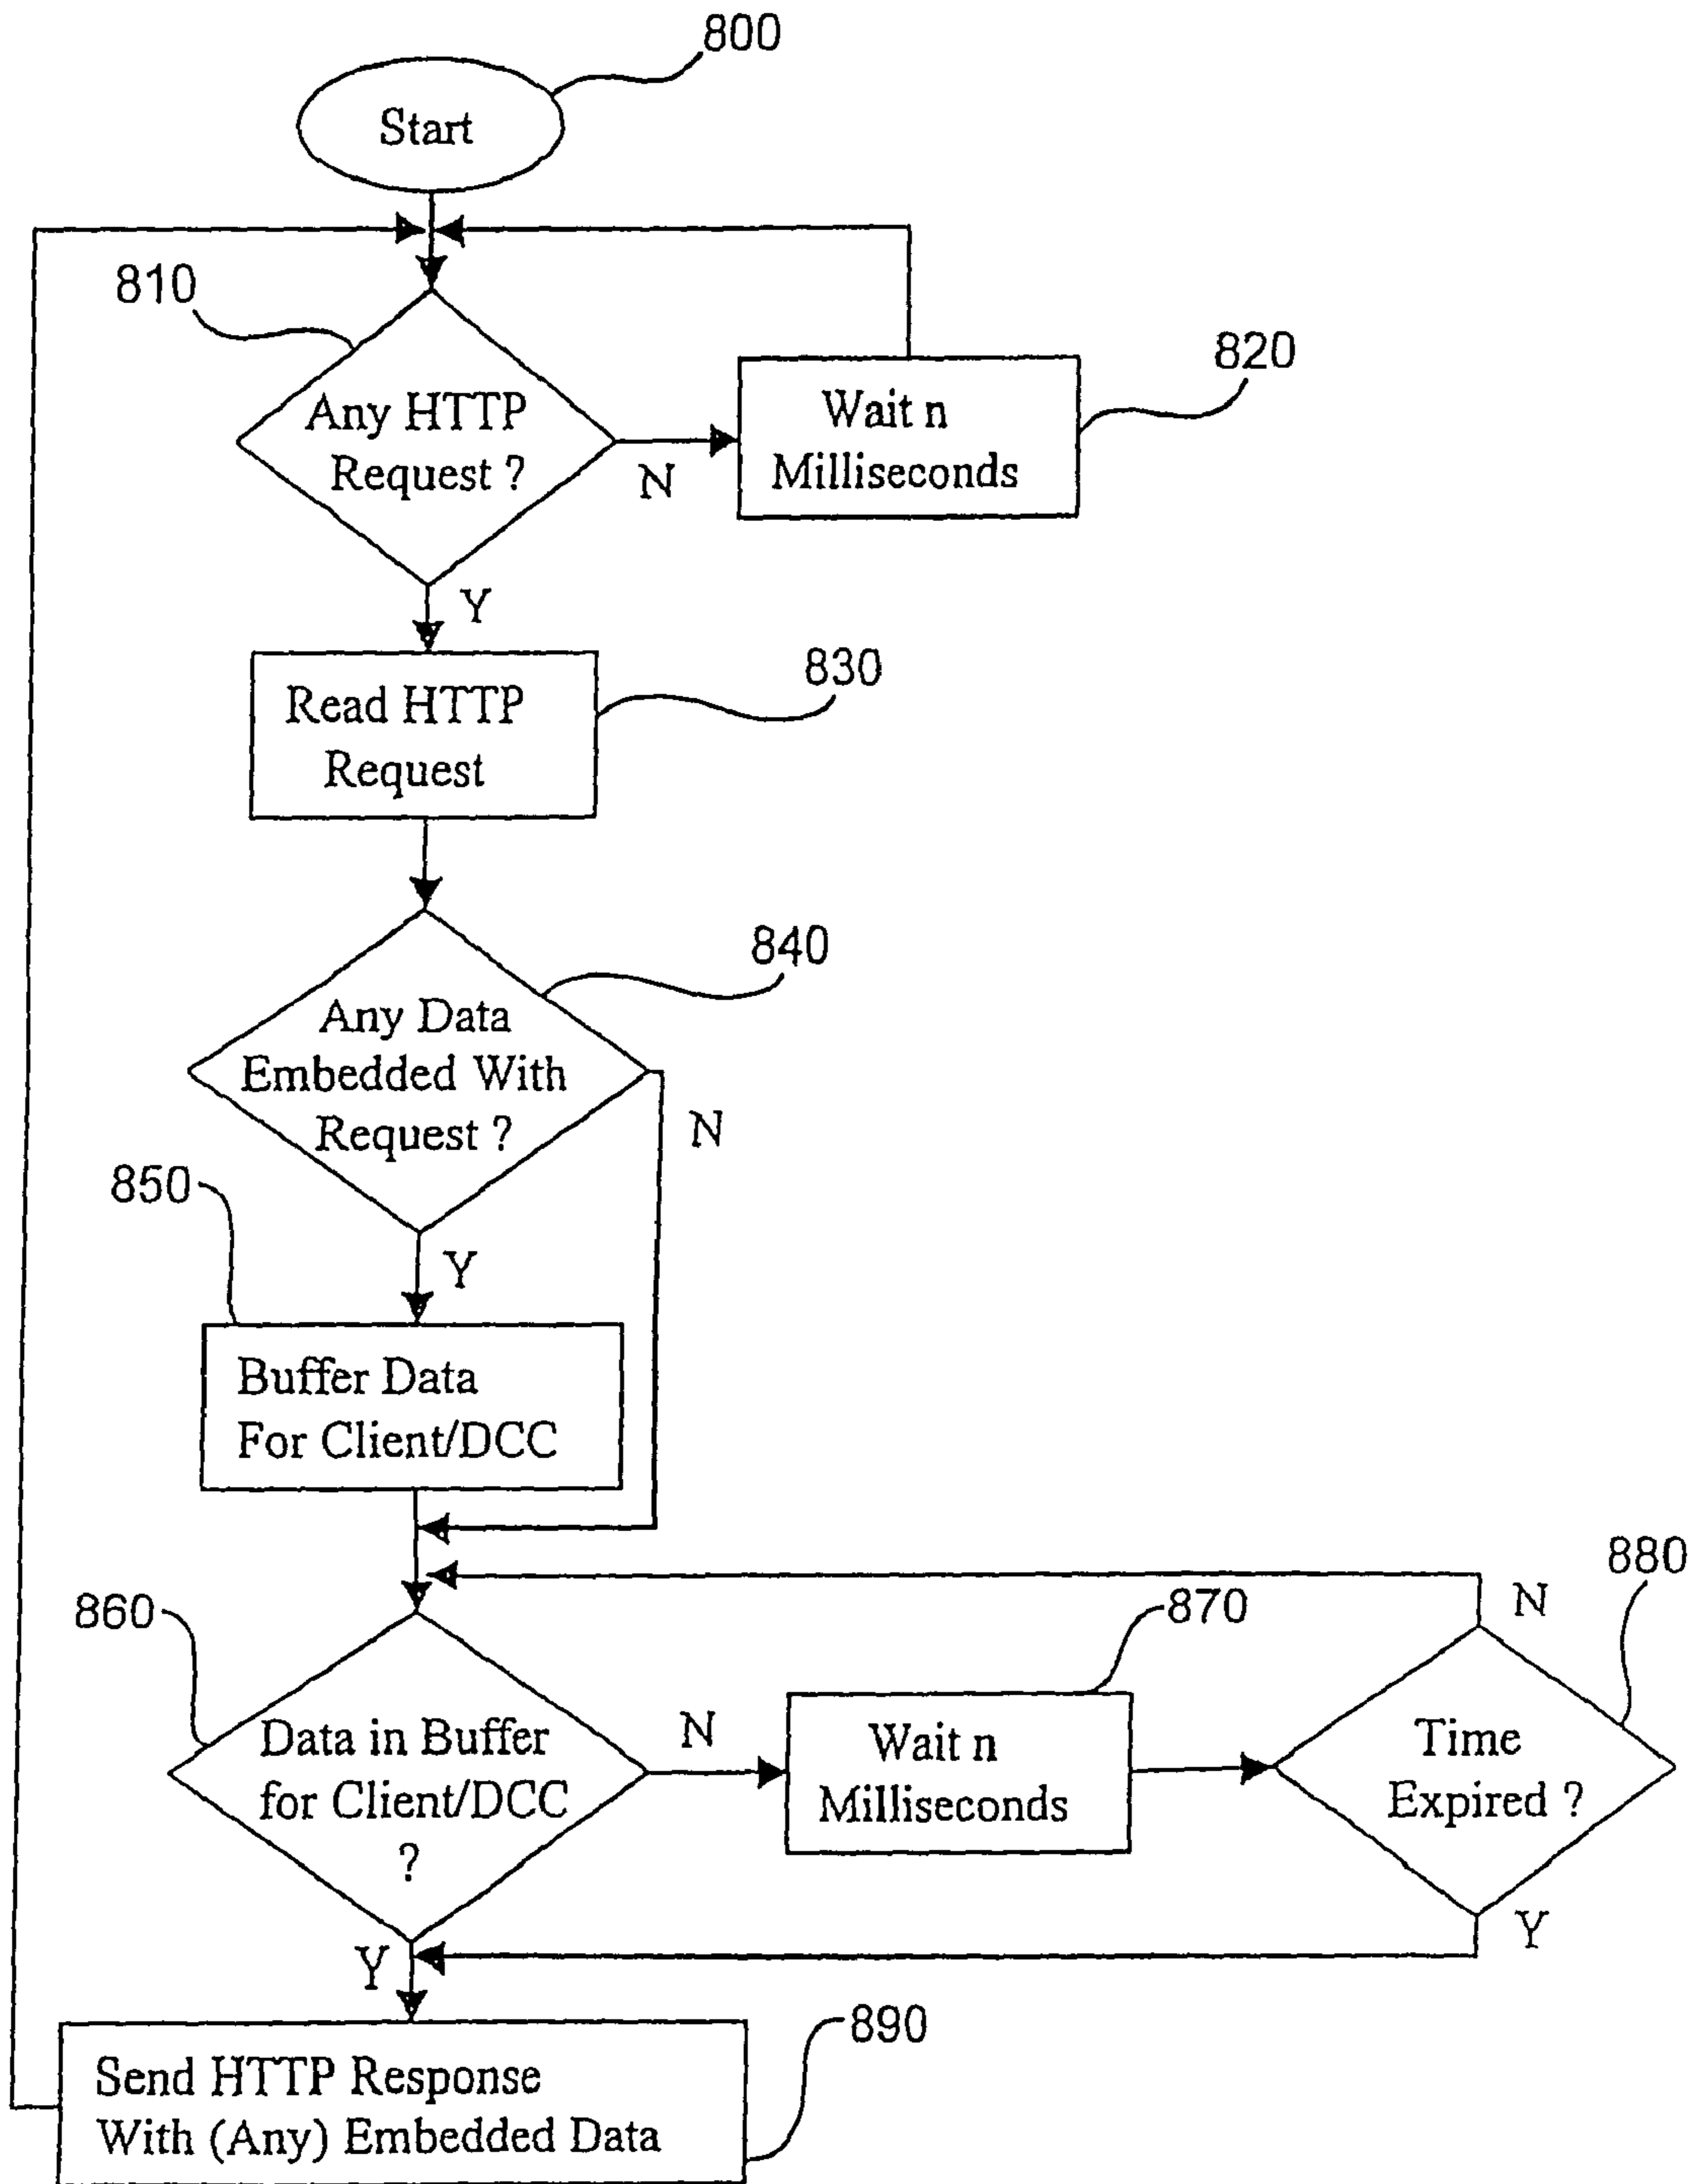 800
Start
810
Any HTTP
Request ?
N
820
Wait n
Milliseconds
Y
830
Read HTTP
Request
840
Any Data
Embedded With
Request ?
N
850
Y
Buffer Data
For Client/DCC
860
Data in Buffer
for Client/DCC
?
N
870
Wait n
Milliseconds
880
N
Time
Expired ?
Y
Y
890
Send HTTP Response
With (Any) Embedded Data